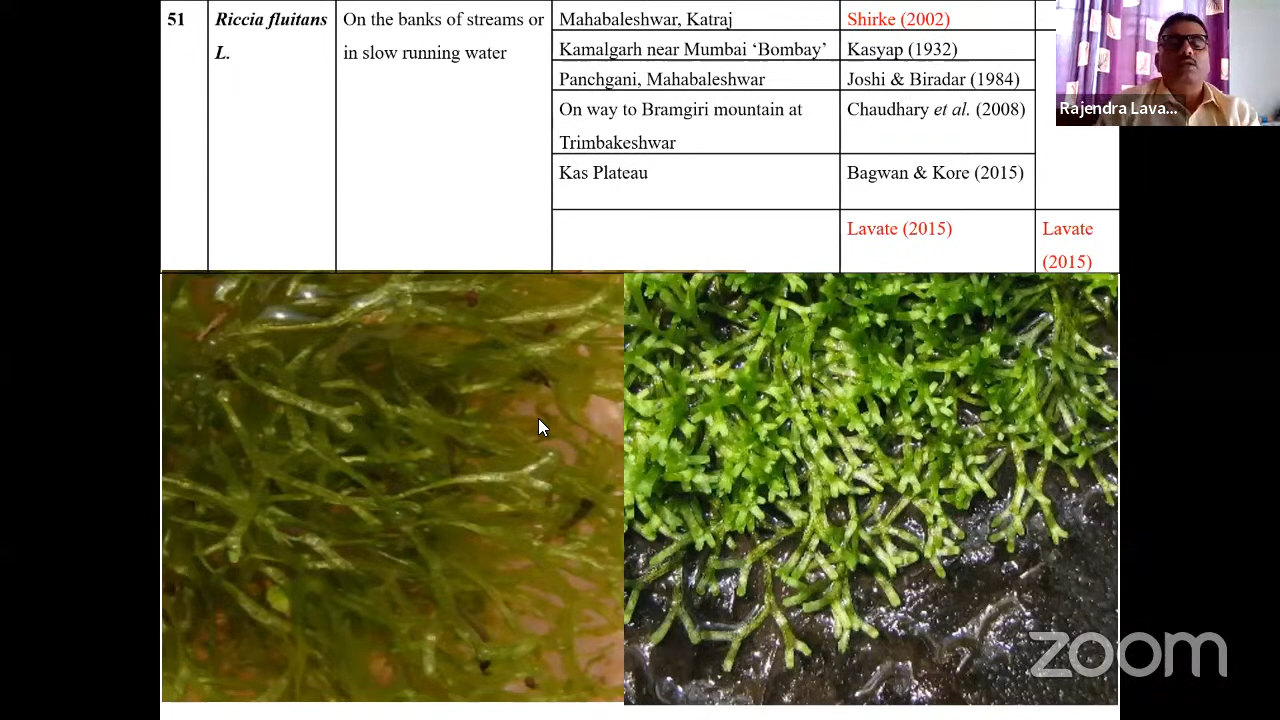 51
Riccia fluitans
L.
On the banks of streams or
in slow running water
Mahabaleshwar, Katraj
Shirke (2002)
Kamalgarh near Mumbai ‘Bombay’
Kasyap (1932)
Panchgani, Mahabaleshwar
Joshi & Biradar (1984)
On way to Bramgiri mountain at
Trimbakeshwar
Chaudhary et al. (2008)
Kas Plateau
Bagwan & Kore (2015)
Lavate (2015)
Lavate
(2015)
Rajendra Lava...
zoom